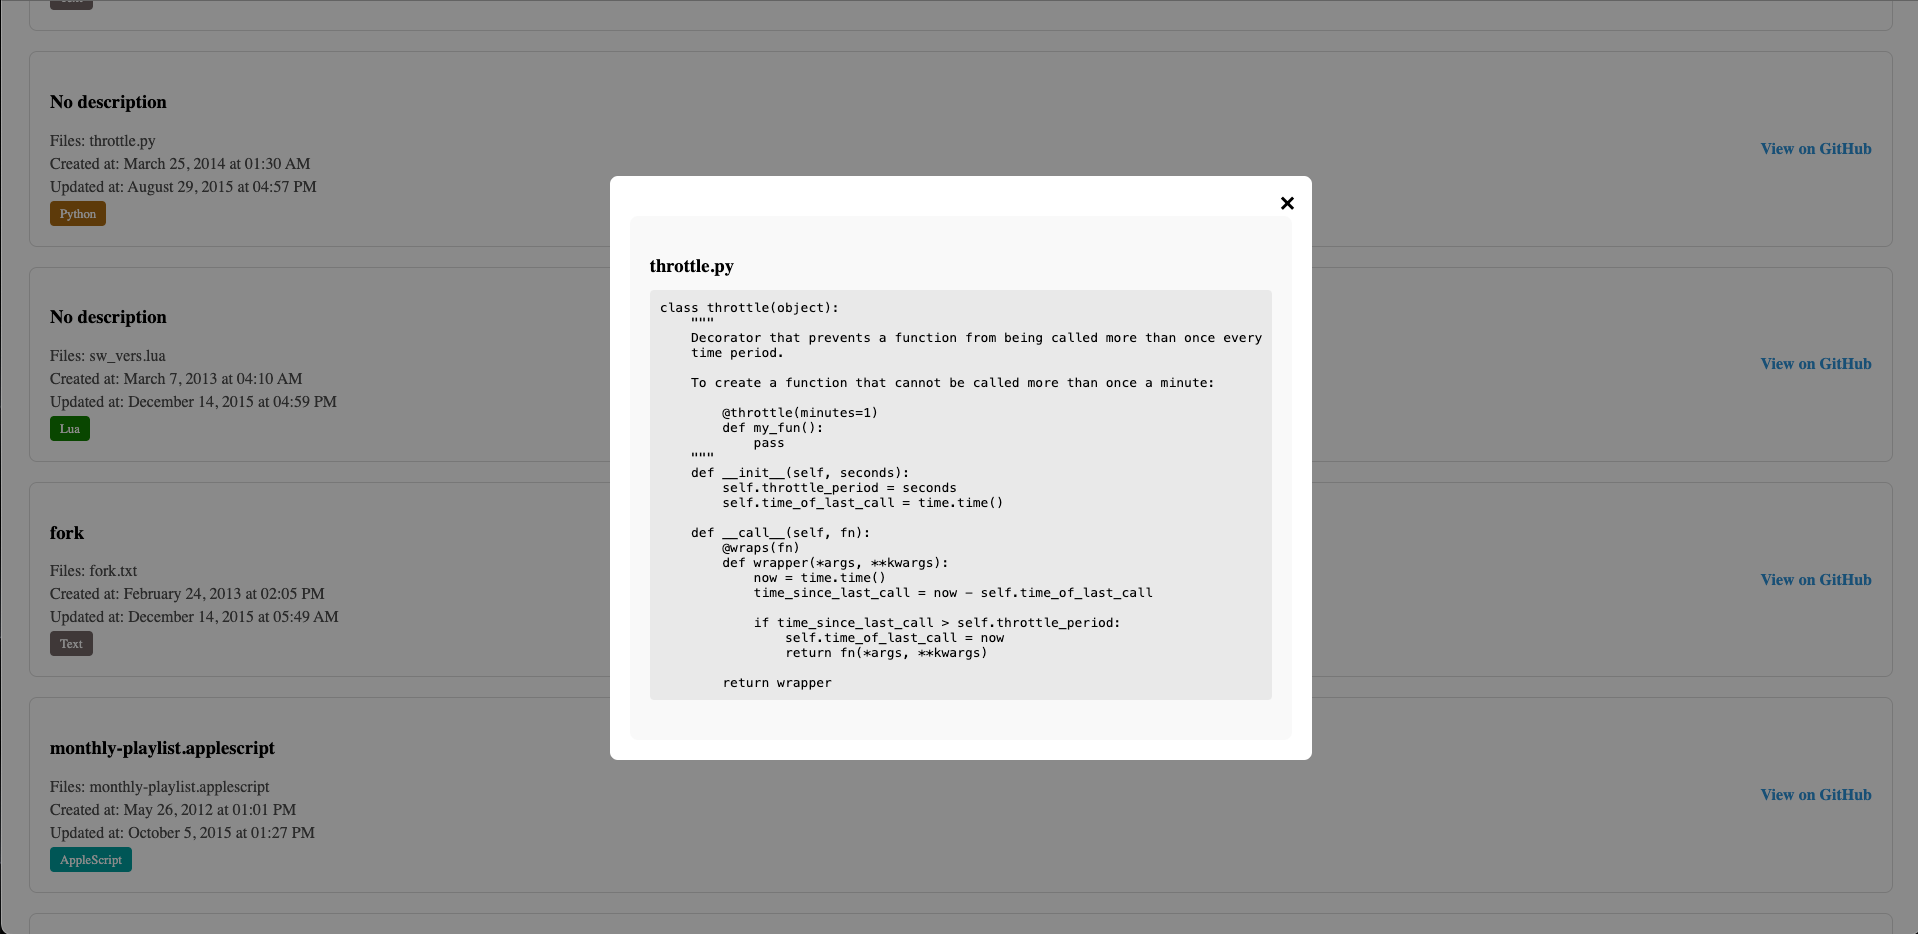 No description
Files: throttle.py
Created at: March 25, 2014 at 01:30 AM
Updated at: August 29, 2015 at 04:57 PM
Python
View on GitHub
No description
Files: sw_vers.lua
Created at: March 7, 2013 at 04:10 AM
Updated at: December 14, 2015 at 04:59 PM
Lua
View on GitHub
fork
Files: fork.txt
Created at: February 24, 2013 at 02:05 PM
Updated at: December 14, 2015 at 05:49 AM
Text
View on GitHub
monthly-playlist.applescript
Files: monthly-playlist.applescript
Created at: May 26, 2012 at 01:01 PM
Updated at: October 5, 2015 at 01:27 PM
AppleScript
View on GitHub
×
throttle.py
class throttle(object):
    """
    Decorator that prevents a function from being called more than once every
    time period.

    To create a function that cannot be called more than once a minute:

        @throttle(minutes=1)
        def my_fun():
            pass
    """
    def __init__(self, seconds):
        self.throttle_period = seconds
        self.time_of_last_call = time.time()

    def __call__(self, fn):
        @wraps(fn)
        def wrapper(*args, **kwargs):
            now = time.time()
            time_since_last_call = now - self.time_of_last_call

            if time_since_last_call > self.throttle_period:
                self.time_of_last_call = now
                return fn(*args, **kwargs)

        return wrapper